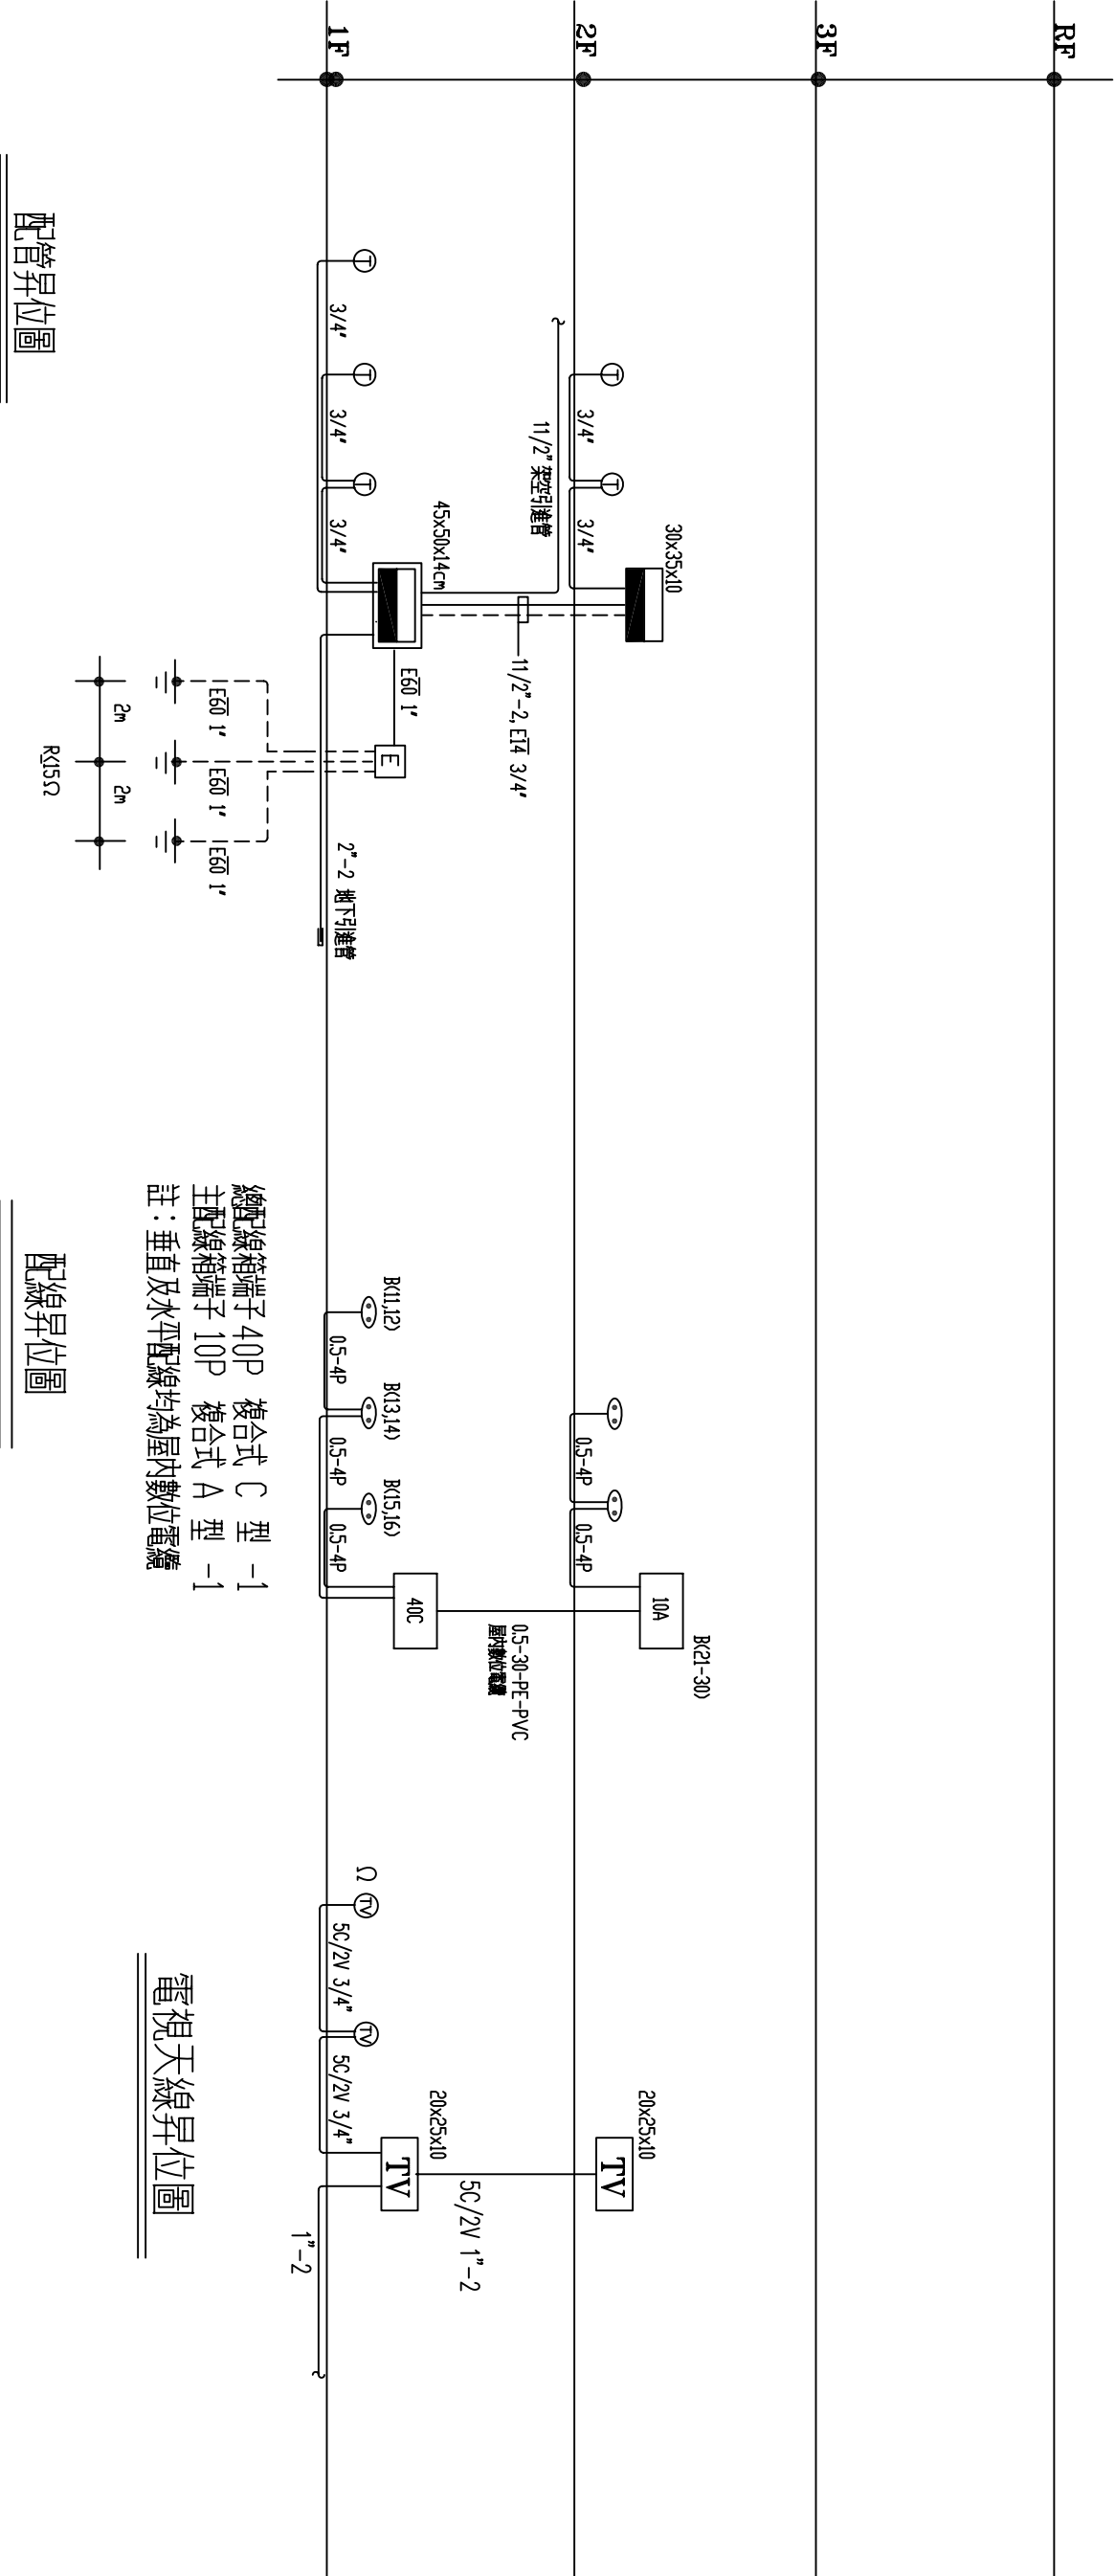 RF
3F
2F
1F
30x35x10
3/4"
3/4"
11/2" 架空引進管
11/2"-2, E14 3/4"
45x50x14cm
3/4"
3/4"
3/4"
E60 1"
E
2"-2 地下引進管
E60 1"
E60 1"
E60 1"
2m
2m
R≤15Ω
配管昇位圖
B(21-30)
10A
0.5-4P
0.5-4P
0.5-30-PE-PVC
屋內數位電纜
B(11,12)
B(13,14)
B(15,16)
40C
0.5-4P
0.5-4P
0.5-4P
總配線箱端子 40P 複合式 C 型 -1
主配線箱端子 10P 複合式 A 型 -1
註：垂直及水平配線均為屋內數位電纜
配線昇位圖
20x25x10
TV
5C/2V 1"-2
20x25x10
TV
Ω
TV
TV
5C/2V 3/4"
5C/2V 3/4"
1"-2
電視天線昇位圖